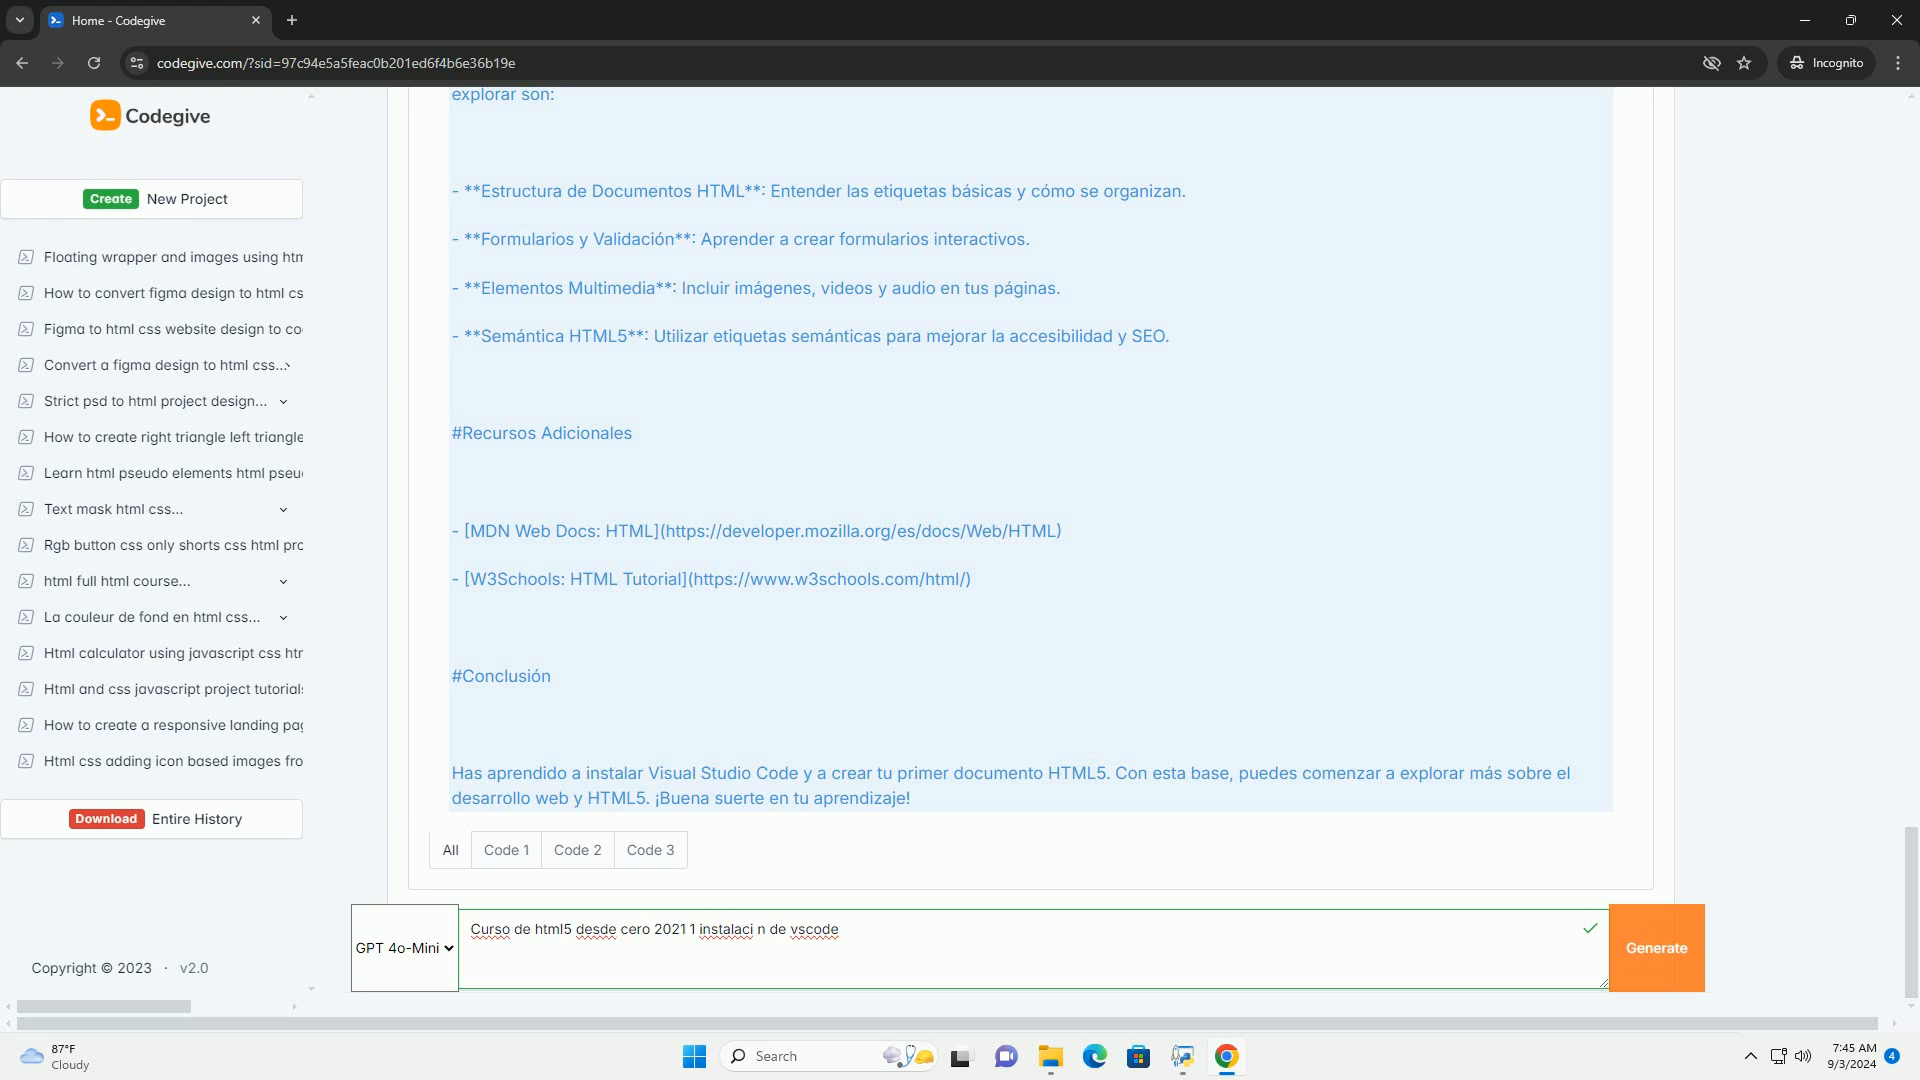 Home - Codegive
codegive.com/?sid=97c94e5a5feac0b201ed6f4b6e36b19e
Incognito
Codegive
Create New Project
Floating wrapper and images using htm
How to convert figma design to html cs
Figma to html css website design to co
Convert a figma design to html css...
Strict psd to html project design...
How to create right triangle left triangle
Learn html pseudo elements html pseu
Text mask html css...
Rgb button css only shorts css html pro
html full html course...
La couleur de fond en html css...
Html calculator using javascript css htm
Html and css javascript project tutorials
How to create a responsive landing pag
Html css adding icon based images fro
Download Entire History
Copyright © 2023 · v2.0
explorar son:
- **Estructura de Documentos HTML**: Entender las etiquetas básicas y cómo se organizan.
- **Formularios y Validación**: Aprender a crear formularios interactivos.
- **Elementos Multimedia**: Incluir imágenes, videos y audio en tus páginas.
- **Semántica HTML5**: Utilizar etiquetas semánticas para mejorar la accesibilidad y SEO.
#Recursos Adicionales
- [MDN Web Docs: HTML](https://developer.mozilla.org/es/docs/Web/HTML)
- [W3Schools: HTML Tutorial](https://www.w3schools.com/html/)
#Conclusión
Has aprendido a instalar Visual Studio Code y a crear tu primer documento HTML5. Con esta base, puedes comenzar a explorar más sobre el
desarrollo web y HTML5. ¡Buena suerte en tu aprendizaje!
All Code 1 Code 2 Code 3
GPT 4o-Mini
Curso de html5 desde cero 2021 1 instalaci n de vscode
Generate
87°F
Cloudy
Search
7:45 AM
9/3/2024
4